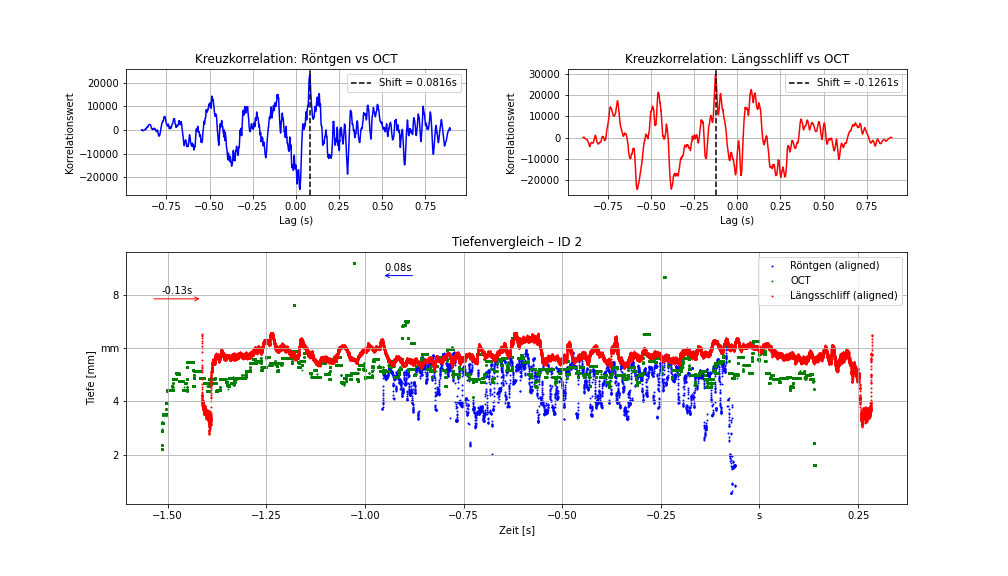 Kreuzkorrelation: Röntgen vs OCT
Korrelationswert
20000
10000
0
−10000
−20000
Shift = 0.0816s
−0.75
−0.50
−0.25
0.00
0.25
0.50
0.75
Lag (s)
Kreuzkorrelation: Längsschliff vs OCT
Korrelationswert
30000
20000
10000
0
−10000
−20000
Shift = -0.1261s
−0.75
−0.50
−0.25
0.00
0.25
0.50
0.75
Lag (s)
Tiefenvergleich – ID 2
Tiefe [mm]
8
mm
4
2
-0.13s
0.08s
Röntgen (aligned)
OCT
Längsschliff (aligned)
−1.50
−1.25
−1.00
−0.75
−0.50
−0.25
s
0.25
Zeit [s]